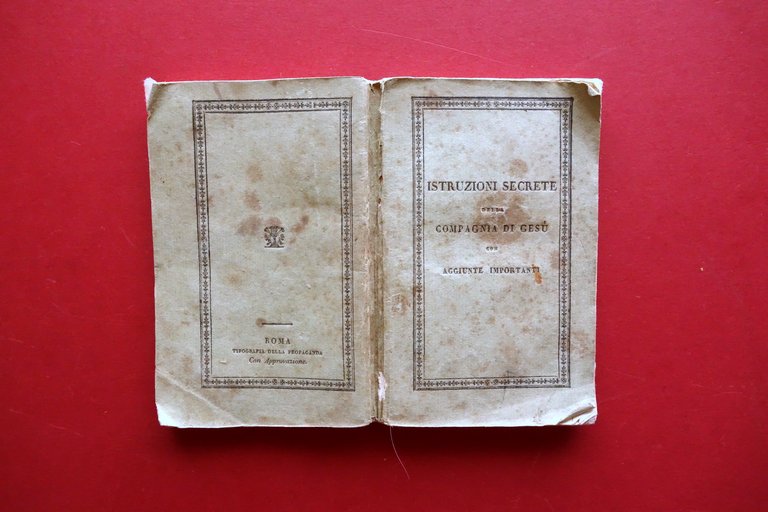 ROMA
TIPOGRAFIA DELLA PROPAGANDA
Con Approvazione.
ISTRUZIONI SECRETE
DELLA
COMPAGNIA DI GESÙ
CON
AGGIUNTE IMPORTANTI